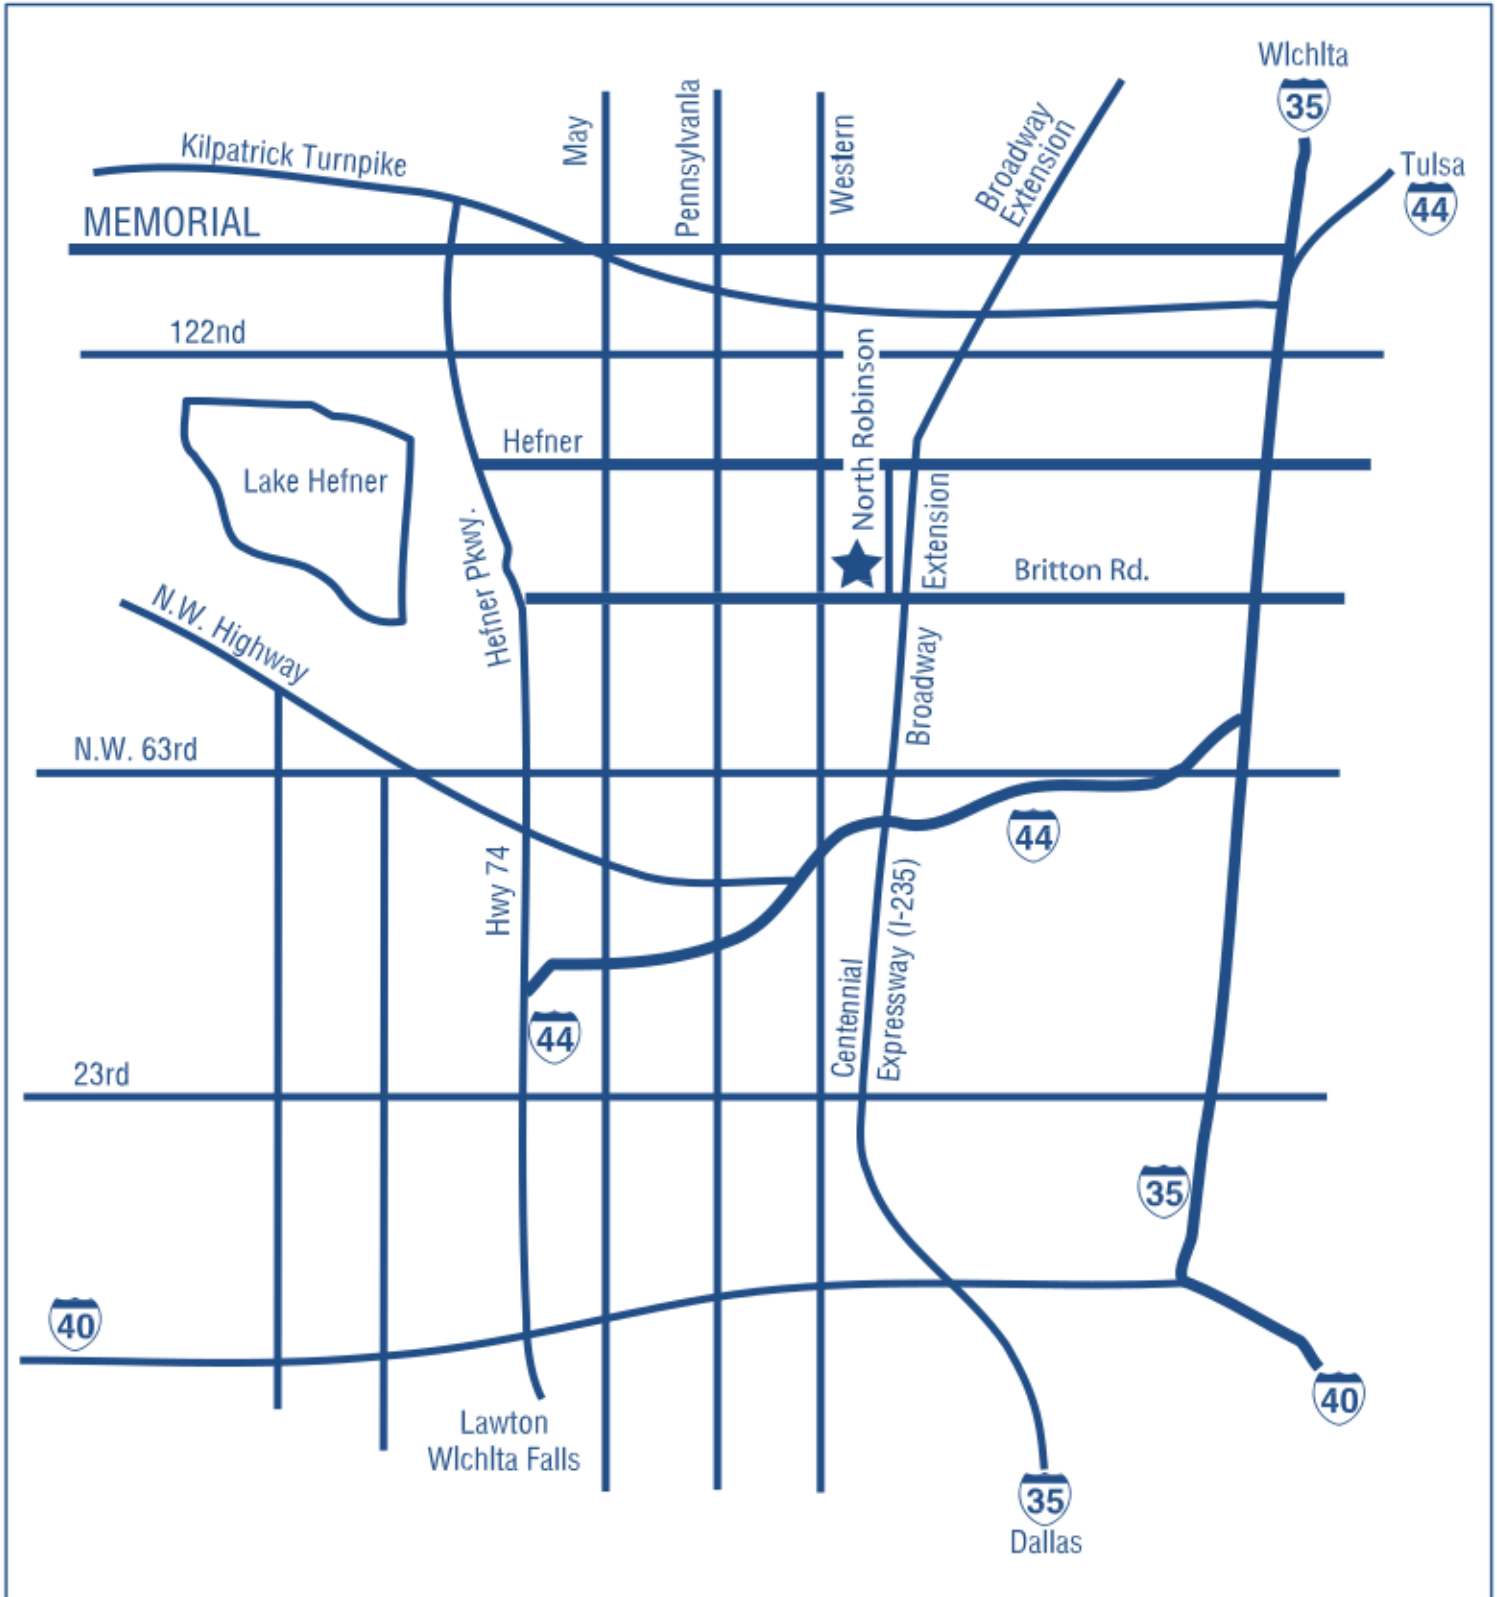 WIchIta
35
Tulsa
44
Kilpatrick Turnpike
May
Pennsylvania
Western
Broadway
Extension
MEMORIAL
122nd
North Robinson
Hefner
Lake Hefner
Hefner Pkwy.
Extension
Britton Rd.
N.W. Highway
Broadway
N.W. 63rd
44
Hwy 74
Centennial
Expressway (I-235)
44
23rd
35
40
40
Lawton
WIchIta Falls
35
Dallas